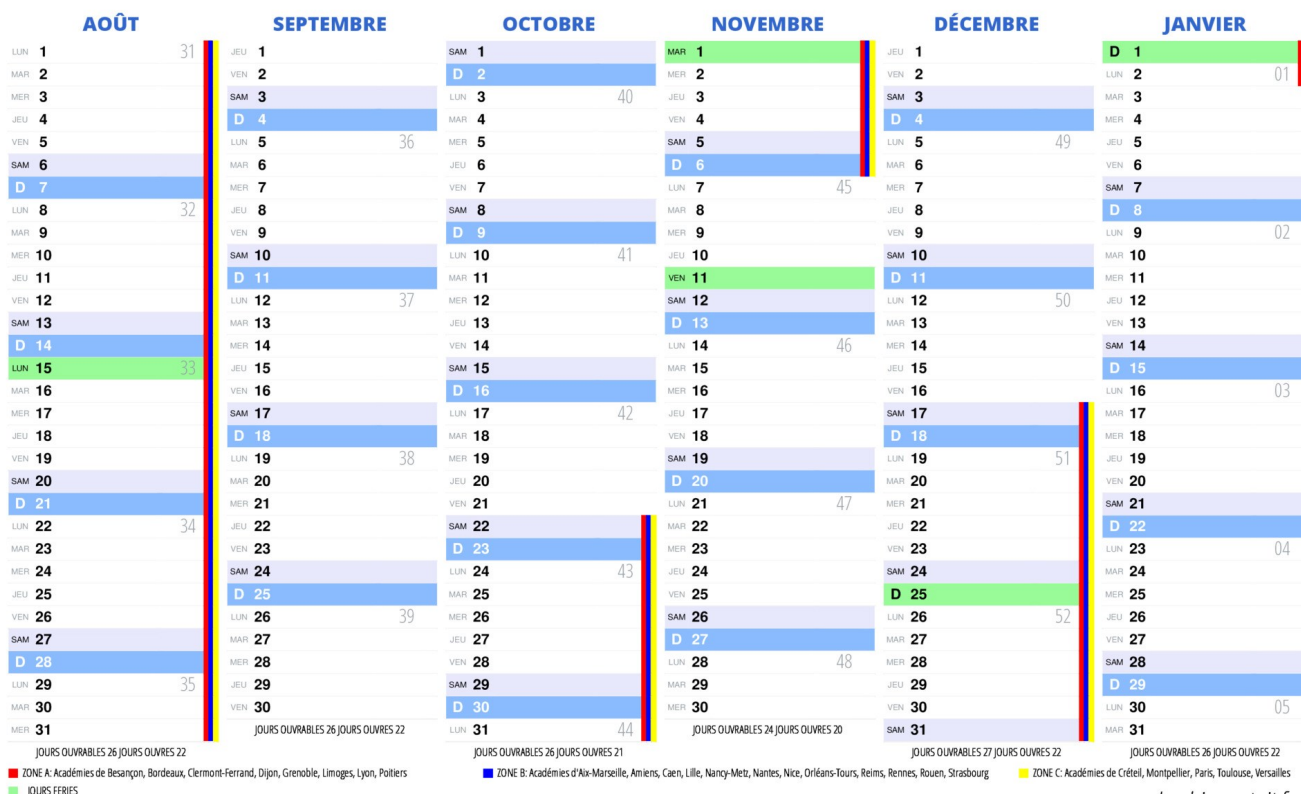 AOÛT
LUN 1 31
MAR 2
MER 3
JEU 4
VEN 5
SAM 6
D 7
LUN 8 32
MAR 9
MER 10
JEU 11
VEN 12
SAM 13
D 14
LUN 15 33
MAR 16
MER 17
JEU 18
VEN 19
SAM 20
D 21
LUN 22 34
MAR 23
MER 24
JEU 25
VEN 26
SAM 27
D 28
LUN 29 35
MAR 30
MER 31
JOURS OUVRABLES 26 JOURS OUVRES 22
SEPTEMBRE
JEU 1
VEN 2
SAM 3
D 4
LUN 5 36
MAR 6
MER 7
JEU 8
VEN 9
SAM 10
D 11
LUN 12 37
MAR 13
MER 14
JEU 15
VEN 16
SAM 17
D 18
LUN 19 38
MAR 20
MER 21
JEU 22
VEN 23
SAM 24
D 25
LUN 26 39
MAR 27
MER 28
JEU 29
VEN 30
JOURS OUVRABLES 26 JOURS OUVRES 22
OCTOBRE
SAM 1
D 2
LUN 3 40
MAR 4
MER 5
JEU 6
VEN 7
SAM 8
D 9
LUN 10 41
MAR 11
MER 12
JEU 13
VEN 14
SAM 15
D 16
LUN 17 42
MAR 18
MER 19
JEU 20
VEN 21
SAM 22
D 23
LUN 24 43
MAR 25
MER 26
JEU 27
VEN 28
SAM 29
D 30
LUN 31 44
JOURS OUVRABLES 26 JOURS OUVRES 21
NOVEMBRE
MAR 1
MER 2
JEU 3
VEN 4
SAM 5
D 6
LUN 7 45
MAR 8
MER 9
JEU 10
VEN 11
SAM 12
D 13
LUN 14 46
MAR 15
MER 16
JEU 17
VEN 18
SAM 19
D 20
LUN 21 47
MAR 22
MER 23
JEU 24
VEN 25
SAM 26
D 27
LUN 28 48
MAR 29
MER 30
JOURS OUVRABLES 24 JOURS OUVRES 20
DÉCEMBRE
JEU 1
VEN 2
SAM 3
D 4
LUN 5 49
MAR 6
MER 7
JEU 8
VEN 9
SAM 10
D 11
LUN 12 50
MAR 13
MER 14
JEU 15
VEN 16
SAM 17
D 18
LUN 19 51
MAR 20
MER 21
JEU 22
VEN 23
SAM 24
D 25
LUN 26 52
MAR 27
MER 28
JEU 29
VEN 30
SAM 31
JOURS OUVRABLES 27 JOURS OUVRES 22
JANVIER
D 1
LUN 2 01
MAR 3
MER 4
JEU 5
VEN 6
SAM 7
D 8
LUN 9 02
MAR 10
MER 11
JEU 12
VEN 13
SAM 14
D 15
LUN 16 03
MAR 17
MER 18
JEU 19
VEN 20
SAM 21
D 22
LUN 23 04
MAR 24
MER 25
JEU 26
VEN 27
SAM 28
D 29
LUN 30 05
MAR 31
JOURS OUVRABLES 26 JOURS OUVRES 22
ZONE A: Académies de Besançon, Bordeaux, Clermont-Ferrand, Dijon, Grenoble, Limoges, Lyon, Poitiers
ZONE B: Académies d'Aix-Marseille, Amiens, Caen, Lille, Nancy-Metz, Nantes, Nice, Orléans-Tours, Reims, Rennes, Rouen, Strasbourg
ZONE C: Académies de Créteil, Montpellier, Paris, Toulouse, Versailles
JOURS FERIES